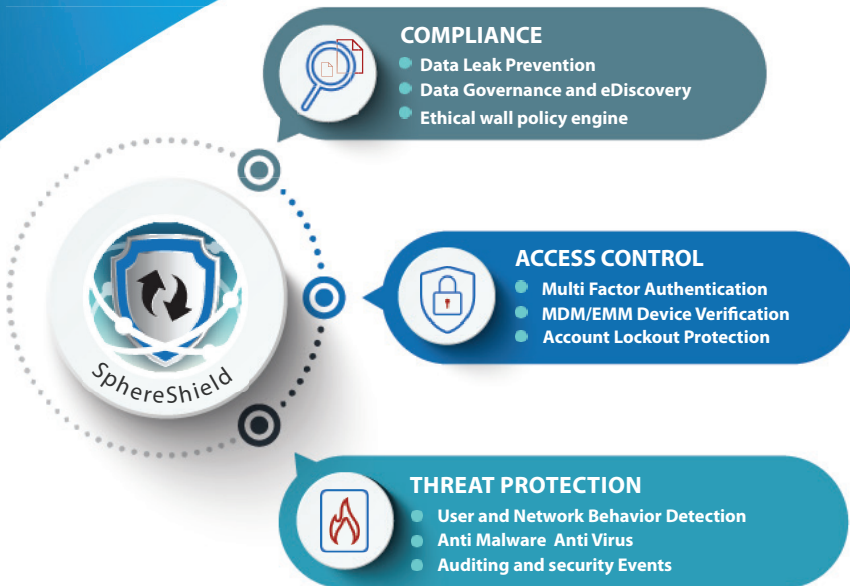 COMPLIANCE
Data Leak Prevention
Data Governance and eDiscovery
Ethical wall policy engine
SphereShield
ACCESS CONTROL
Multi Factor Authentication
MDM/EMM Device Verification
Account Lockout Protection
THREAT PROTECTION
User and Network Behavior Detection
Anti Malware Anti Virus
Auditing and security Events